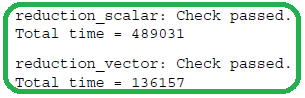 reduction_scalar: Check passed.
Total time = 489031
reduction_vector: Check passed.
Total time = 136157